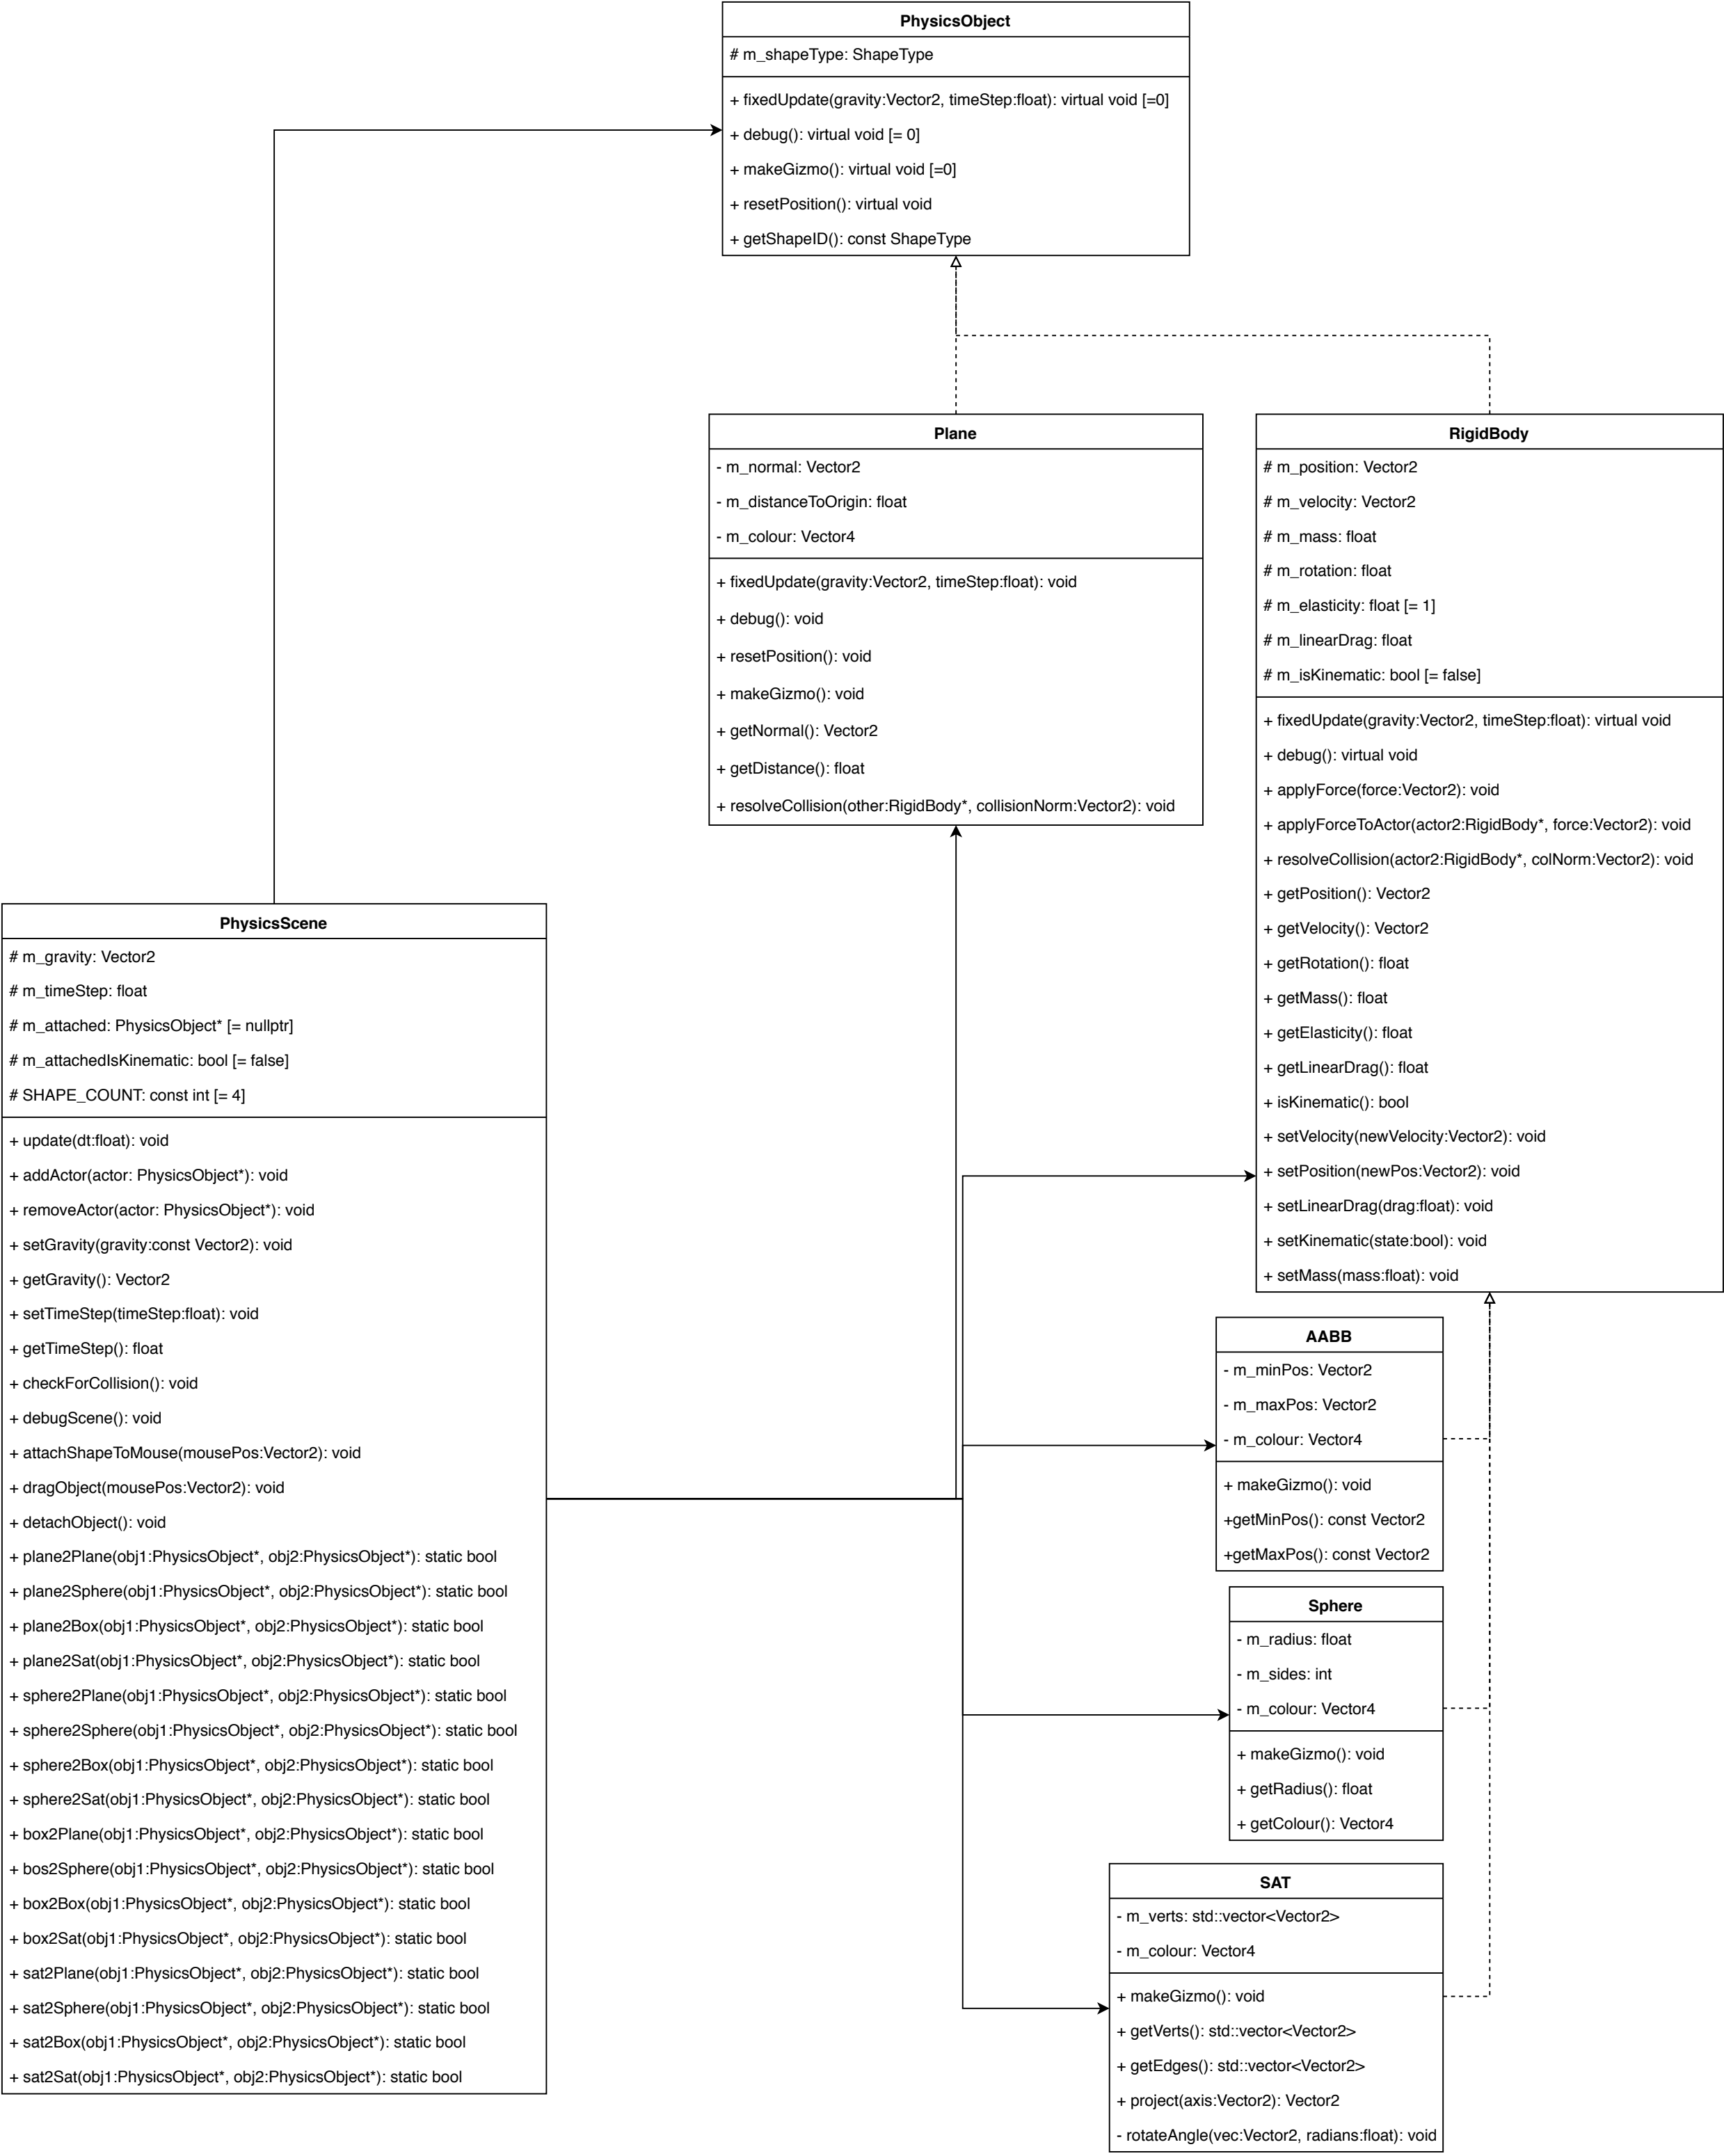 PhysicsObject
# m_shapeType: ShapeType
+ fixedUpdate(gravity:Vector2, timeStep:float): virtual void [=0]
+ debug(): virtual void [= 0]
+ makeGizmo(): virtual void [=0]
+ resetPosition(): virtual void
+ getShapeID(): const ShapeType
Plane
- m_normal: Vector2
- m_distanceToOrigin: float
- m_colour: Vector4
+ fixedUpdate(gravity:Vector2, timeStep:float): void
+ debug(): void
+ resetPosition(): void
+ makeGizmo(): void
+ getNormal(): Vector2
+ getDistance(): float
+ resolveCollision(other:RigidBody*, collisionNorm:Vector2): void
RigidBody
# m_position: Vector2
# m_velocity: Vector2
# m_mass: float
# m_rotation: float
# m_elasticity: float [= 1]
# m_linearDrag: float
# m_isKinematic: bool [= false]
+ fixedUpdate(gravity:Vector2, timeStep:float): virtual void
+ debug(): virtual void
+ applyForce(force:Vector2): void
+ applyForceToActor(actor2:RigidBody*, force:Vector2): void
+ resolveCollision(actor2:RigidBody*, colNorm:Vector2): void
+ getPosition(): Vector2
+ getVelocity(): Vector2
+ getRotation(): float
+ getMass(): float
+ getElasticity(): float
+ getLinearDrag(): float
+ isKinematic(): bool
+ setVelocity(newVelocity:Vector2): void
+ setPosition(newPos:Vector2): void
+ setLinearDrag(drag:float): void
+ setKinematic(state:bool): void
+ setMass(mass:float): void
PhysicsScene
# m_gravity: Vector2
# m_timeStep: float
# m_attached: PhysicsObject* [= nullptr]
# m_attachedIsKinematic: bool [= false]
# SHAPE_COUNT: const int [= 4]
+ update(dt:float): void
+ addActor(actor: PhysicsObject*): void
+ removeActor(actor: PhysicsObject*): void
+ setGravity(gravity:const Vector2): void
+ getGravity(): Vector2
+ setTimeStep(timeStep:float): void
+ getTimeStep(): float
+ checkForCollision(): void
+ debugScene(): void
+ attachShapeToMouse(mousePos:Vector2): void
+ dragObject(mousePos:Vector2): void
+ detachObject(): void
+ plane2Plane(obj1:PhysicsObject*, obj2:PhysicsObject*): static bool
+ plane2Sphere(obj1:PhysicsObject*, obj2:PhysicsObject*): static bool
+ plane2Box(obj1:PhysicsObject*, obj2:PhysicsObject*): static bool
+ plane2Sat(obj1:PhysicsObject*, obj2:PhysicsObject*): static bool
+ sphere2Plane(obj1:PhysicsObject*, obj2:PhysicsObject*): static bool
+ sphere2Sphere(obj1:PhysicsObject*, obj2:PhysicsObject*): static bool
+ sphere2Box(obj1:PhysicsObject*, obj2:PhysicsObject*): static bool
+ sphere2Sat(obj1:PhysicsObject*, obj2:PhysicsObject*): static bool
+ box2Plane(obj1:PhysicsObject*, obj2:PhysicsObject*): static bool
+ bos2Sphere(obj1:PhysicsObject*, obj2:PhysicsObject*): static bool
+ box2Box(obj1:PhysicsObject*, obj2:PhysicsObject*): static bool
+ box2Sat(obj1:PhysicsObject*, obj2:PhysicsObject*): static bool
+ sat2Plane(obj1:PhysicsObject*, obj2:PhysicsObject*): static bool
+ sat2Sphere(obj1:PhysicsObject*, obj2:PhysicsObject*): static bool
+ sat2Box(obj1:PhysicsObject*, obj2:PhysicsObject*): static bool
+ sat2Sat(obj1:PhysicsObject*, obj2:PhysicsObject*): static bool
AABB
- m_minPos: Vector2
- m_maxPos: Vector2
- m_colour: Vector4
+ makeGizmo(): void
+getMinPos(): const Vector2
+getMaxPos(): const Vector2
Sphere
- m_radius: float
- m_sides: int
- m_colour: Vector4
+ makeGizmo(): void
+ getRadius(): float
+ getColour(): Vector4
SAT
- m_verts: std::vector<Vector2>
- m_colour: Vector4
+ makeGizmo(): void
+ getVerts(): std::vector<Vector2>
+ getEdges(): std::vector<Vector2>
+ project(axis:Vector2): Vector2
- rotateAngle(vec:Vector2, radians:float): void